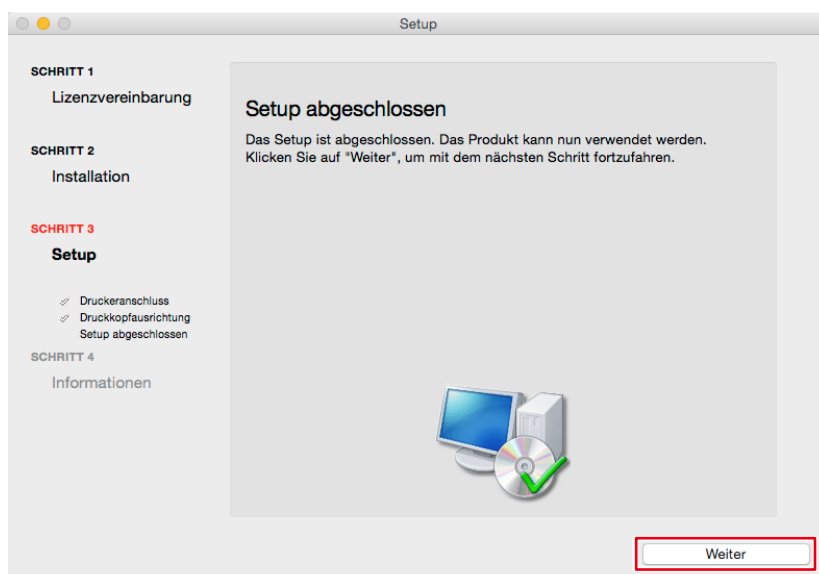 Setup
SCHRITT 1
Lizenzvereinbarung
SCHRITT 2
Installation
SCHRITT 3
Setup
Druckeranschluss
Druckkopfausrichtung
Setup abgeschlossen
SCHRITT 4
Informationen
Setup abgeschlossen
Das Setup ist abgeschlossen. Das Produkt kann nun verwendet werden.
Klicken Sie auf "Weiter", um mit dem nächsten Schritt fortzufahren.
Weiter